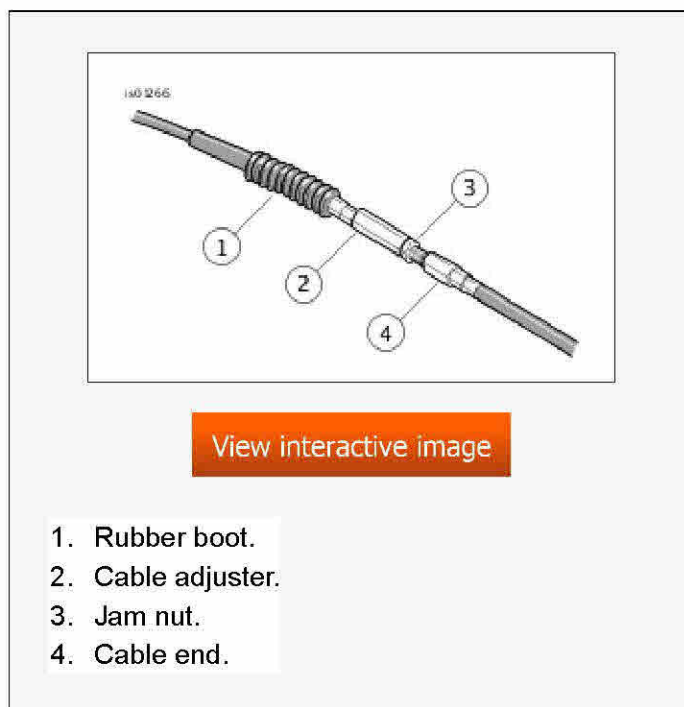 is01266
1
2
3
4
View interactive image
1. Rubber boot.
2. Cable adjuster.
3. Jam nut.
4. Cable end.